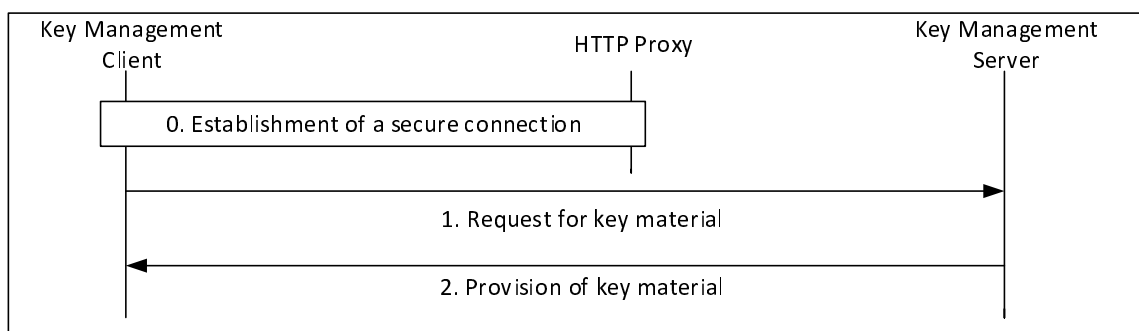 Key Management
Client
HTTP Proxy
Key Management
Server
0. Establishment of a secure connection
1. Request for key material
2. Provision of key material